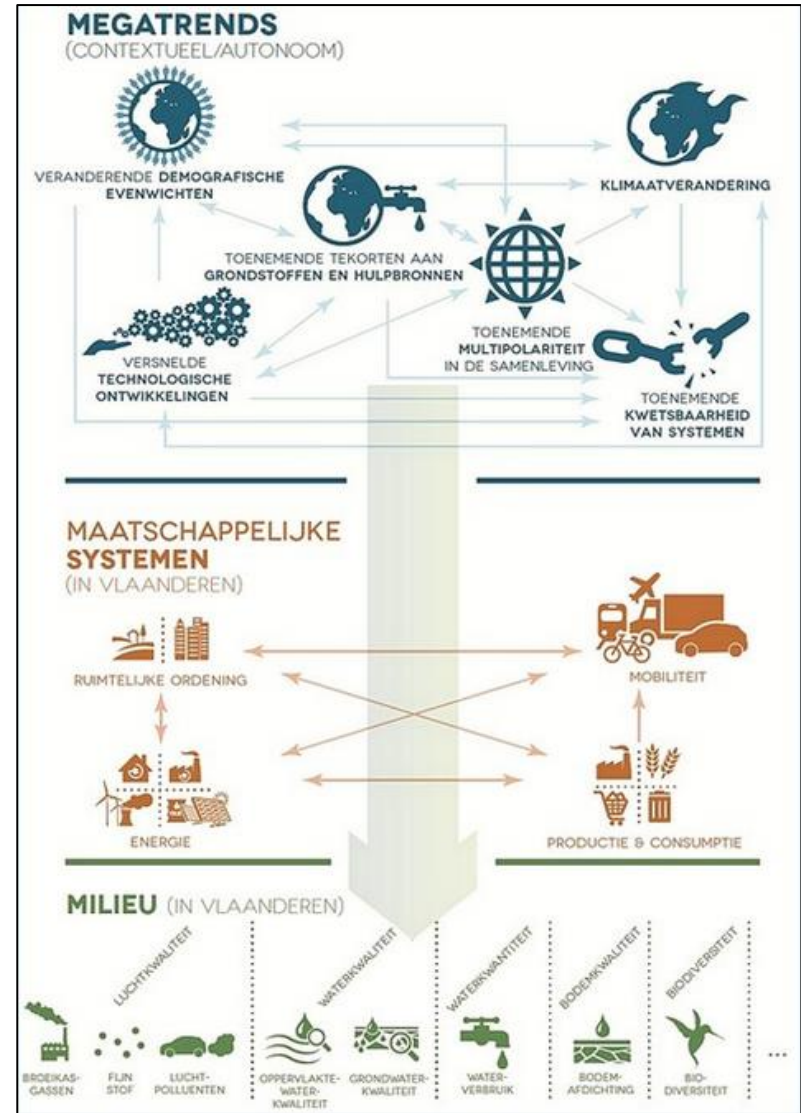 MEGATRENDS
(CONTEXTUEEL/AUTONOOM)
VERANDERENDE DEMOGRAFISCHE
EVENWICHTEN
KLIMAATVERANDERING
TOENEMENDE TEKORTEN AAN
GRONDSTOFFEN EN HULPBRONNEN
TOENEMENDE
MULTIPOLARITEIT
IN DE SAMENLEVING
VERSNELDE
TECHNOLOGISCHE
ONTWIKKELINGEN
TOENEMENDE
KWETSBAARHEID
VAN SYSTEMEN
MAATSCHAPPELIJKE
SYSTEMEN
(IN VLAANDEREN)
RUIMTELIJKE ORDENING
MOBILITEIT
ENERGIE
PRODUCTIE & CONSUMPTIE
MILIEU (IN VLAANDEREN)
LUCHTKWALITEIT
WATERKWALITEIT
WATERKWANTITEIT
BODEMKWALITEIT
BIODIVERSITEIT
BROEIKAS-
GASSEN
FIJN
STOF
LUCHT-
POLLUENTEN
OPPERVLAKTE-
WATER-
KWALITEIT
GRONDWATER-
KWALITEIT
WATER-
VERBRUIK
BODEM-
AFDICHTING
BIO-
DIVERSITEIT
...